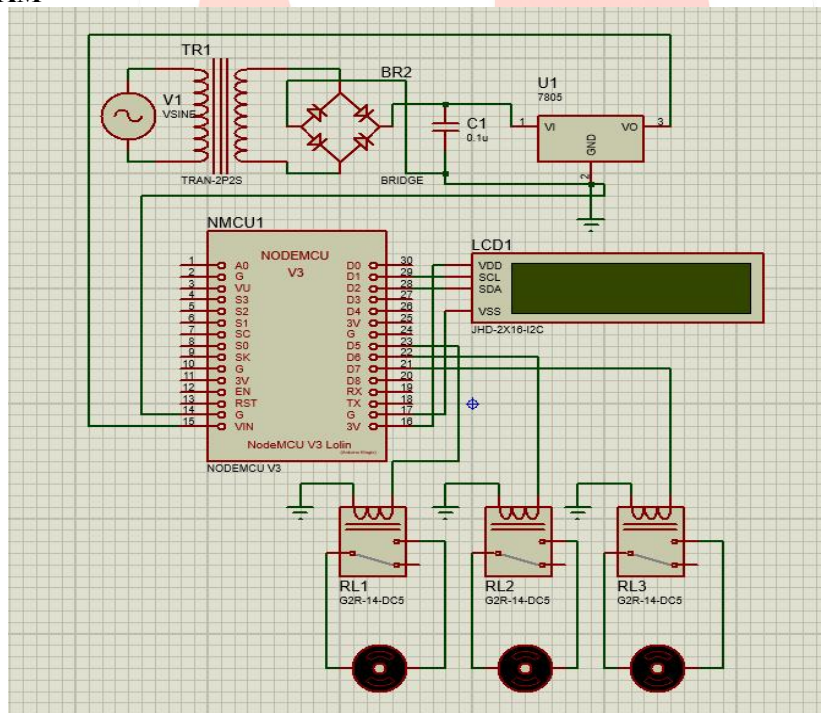 AM
TR1
V1
VSINE
TRAN-2P2S
BR2
BRIDGE
C1
0.1u
U1
7805
1 VI VO 3
GND
2
NMCU1
NODEMCU
V3
1 A0 D0 30
2 G D1 29
3 VU D2 28
4 S3 D3 27
5 S2 D4 26
6 S1 3V 25
7 SC G 24
8 S0 D5 23
9 SK D6 22
10 G D7 21
11 3V D8 20
12 EN RX 19
13 RST TX 18
14 G G 17
15 VIN 3V 16
NodeMCU V3 Lolin
NODEMCU V3
LCD1
VDD
SCL
SDA
VSS
JHD-2X16-I2C
RL1
G2R-14-DC5
RL2
G2R-14-DC5
RL3
G2R-14-DC5